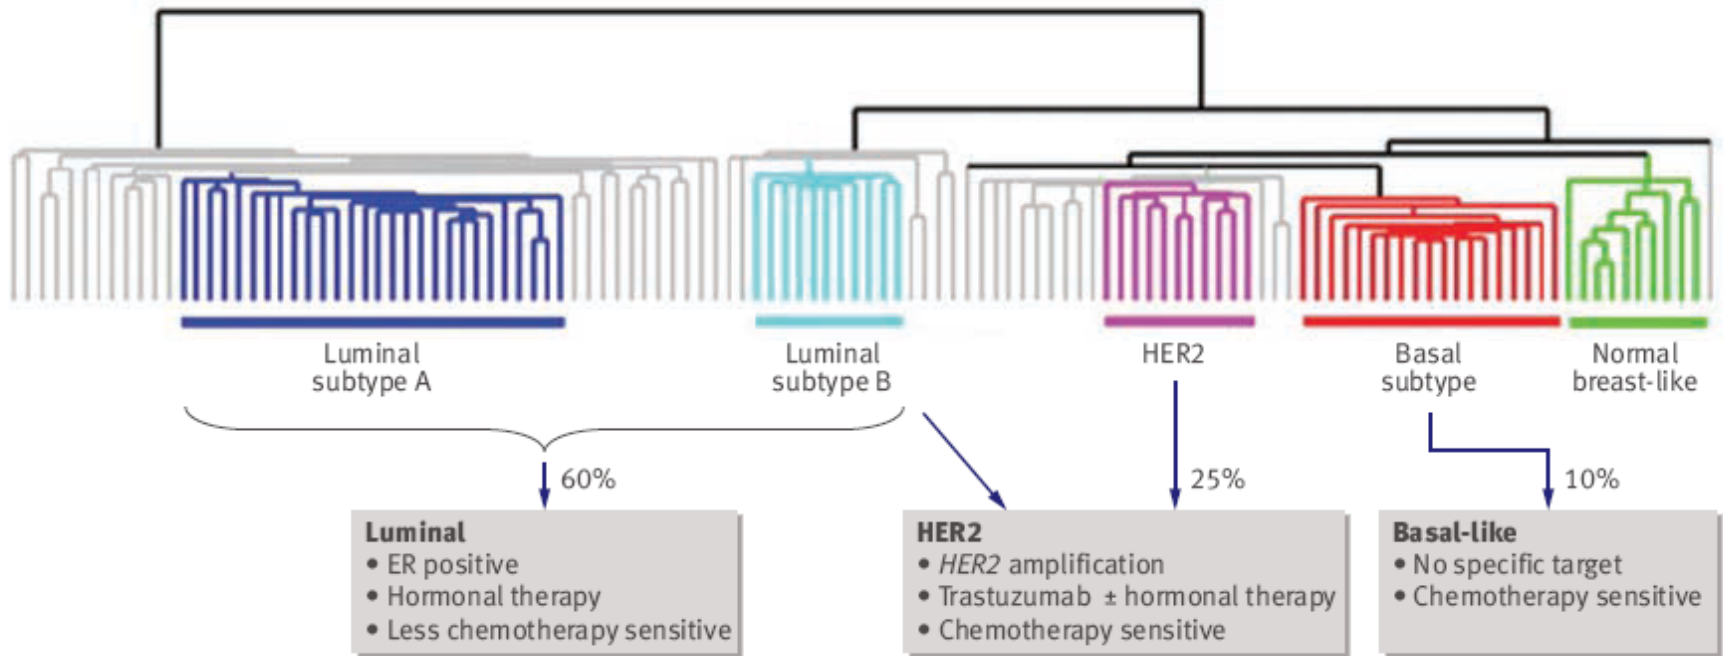 Luminal
subtype A
Luminal
subtype B
HER2
Basal
subtype
Normal
breast-like
60%
25%
10%
Luminal
• ER positive
• Hormonal therapy
• Less chemotherapy sensitive
HER2
• HER2 amplification
• Trastuzumab ± hormonal therapy
• Chemotherapy sensitive
Basal-like
• No specific target
• Chemotherapy sensitive